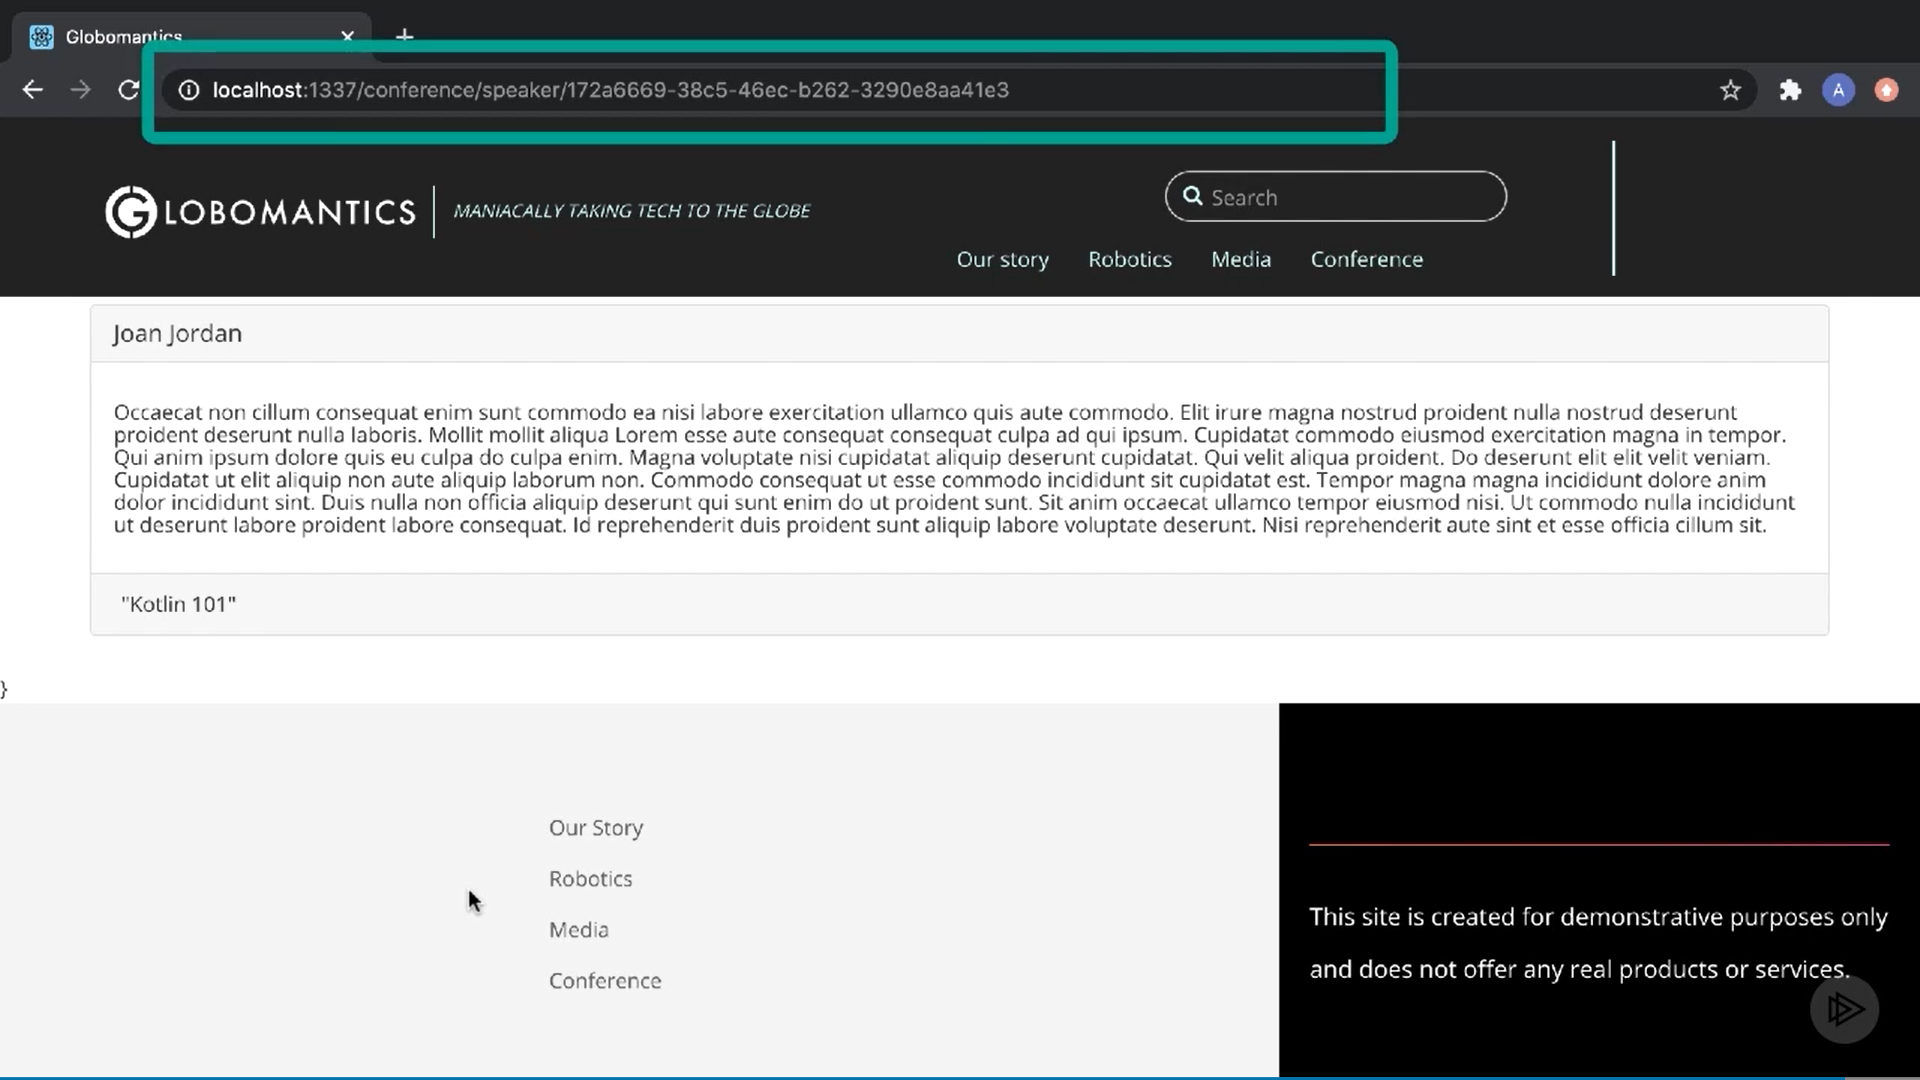 Globomantics
localhost:1337/conference/speaker/172a6669-38c5-46ec-b262-3290e8aa41e3
A
GLOBOMANTICS
MANIACALLY TAKING TECH TO THE GLOBE
Search
Our story Robotics Media Conference
Joan Jordan
Occaecat non cillum consequat enim sunt commodo ea nisi labore exercitation ullamco quis aute commodo. Elit irure magna nostrud proident nulla nostrud deserunt
proident deserunt nulla laboris. Mollit mollit aliqua Lorem esse aute consequat consequat culpa ad qui ipsum. Cupidatat commodo eiusmod exercitation magna in tempor.
Qui anim ipsum dolore quis eu culpa do culpa enim. Magna voluptate nisi cupidatat aliquip deserunt cupidatat. Qui velit aliqua proident. Do deserunt elit elit velit veniam.
Cupidatat ut elit aliquip non aute aliquip laborum non. Commodo consequat ut esse commodo incididunt sit cupidatat est. Tempor magna magna incididunt dolore anim
dolor incididunt sint. Duis nulla non officia aliquip deserunt qui sunt enim do ut proident sunt. Sit anim occaecat ullamco tempor eiusmod nisi. Ut commodo nulla incididunt
ut deserunt labore proident labore consequat. Id reprehenderit duis proident sunt aliquip labore voluptate deserunt. Nisi reprehenderit aute sint et esse officia cillum sit.
"Kotlin 101"
}
Our Story
Robotics
Media
Conference
This site is created for demonstrative purposes only
and does not offer any real products or services.